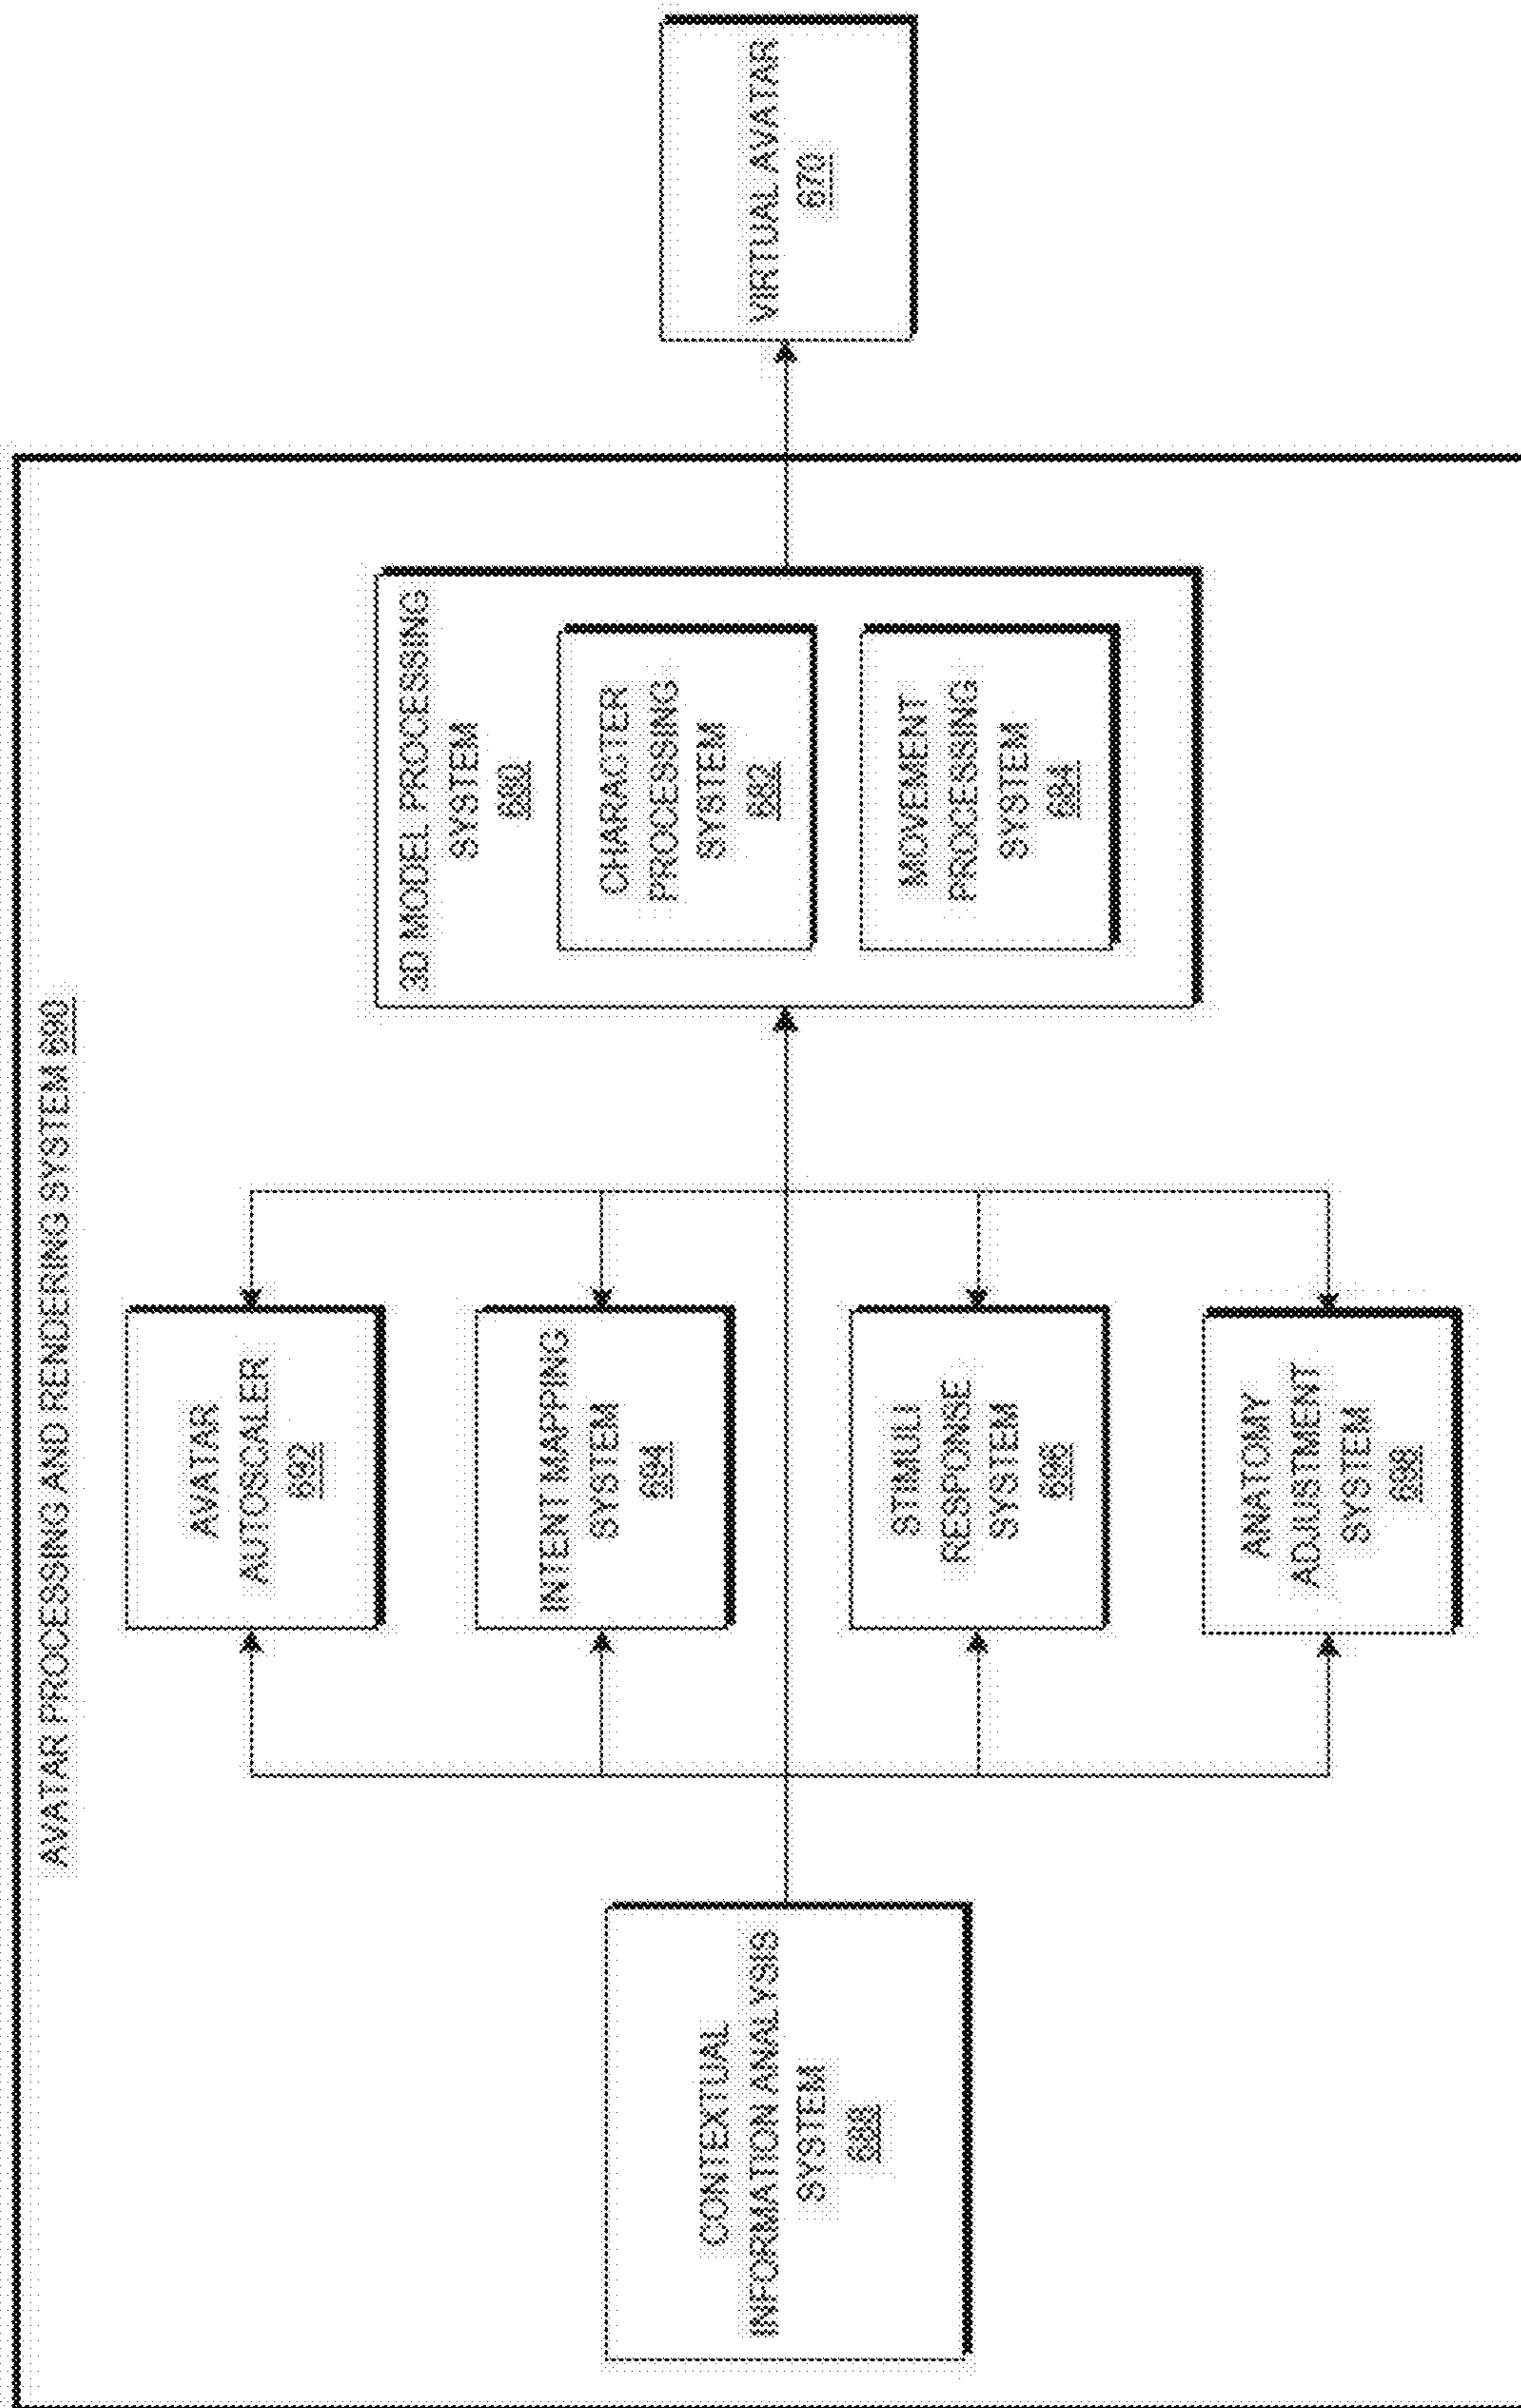 AVATAR PROCESSING AND RENDERING SYSTEM 690
CONTEXTUAL
INFORMATION ANALYSIS
SYSTEM
688
AVATAR
AUTOSCALER
692
INTENT MAPPING
SYSTEM
694
STIMULI
RESPONSE
SYSTEM
696
ANATOMY
ADJUSTMENT
SYSTEM
698
3D MODEL PROCESSING
SYSTEM
680
CHARACTER
PROCESSING
SYSTEM
682
MOVEMENT
PROCESSING
SYSTEM
684
VIRTUAL AVATAR
670